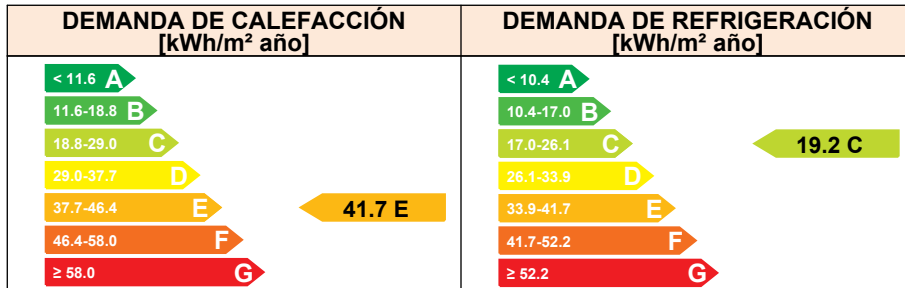 DEMANDA DE CALEFACCIÓN
[kWh/m² año]
< 11.6 A
11.6-18.8 B
18.8-29.0 C
29.0-37.7 D
37.7-46.4 E
41.7 E
46.4-58.0 F
≥ 58.0 G
DEMANDA DE REFRIGERACIÓN
[kWh/m² año]
< 10.4 A
10.4-17.0 B
17.0-26.1 C
19.2 C
26.1-33.9 D
33.9-41.7 E
41.7-52.2 F
≥ 52.2 G